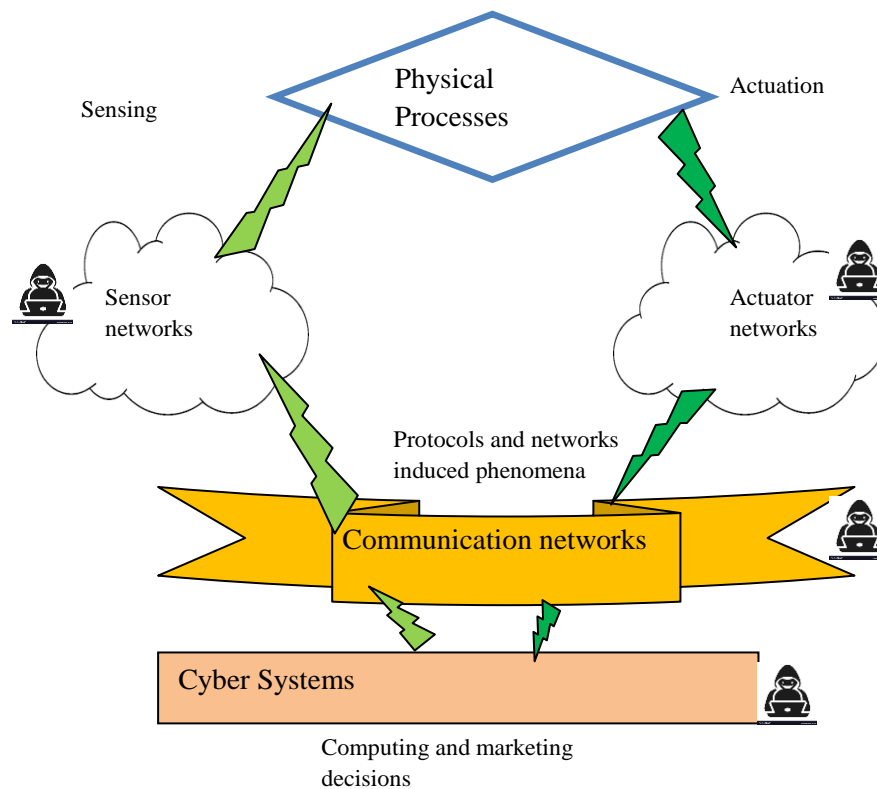 Physical
Processes
Sensing
Actuation
Sensor
networks
Actuator
networks
Protocols and networks
induced phenomena
Communication networks
Cyber Systems
Computing and marketing
decisions